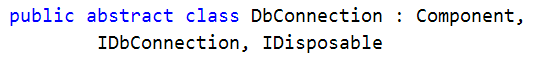 public abstract class DbConnection : Component,
IDbConnection, IDisposable